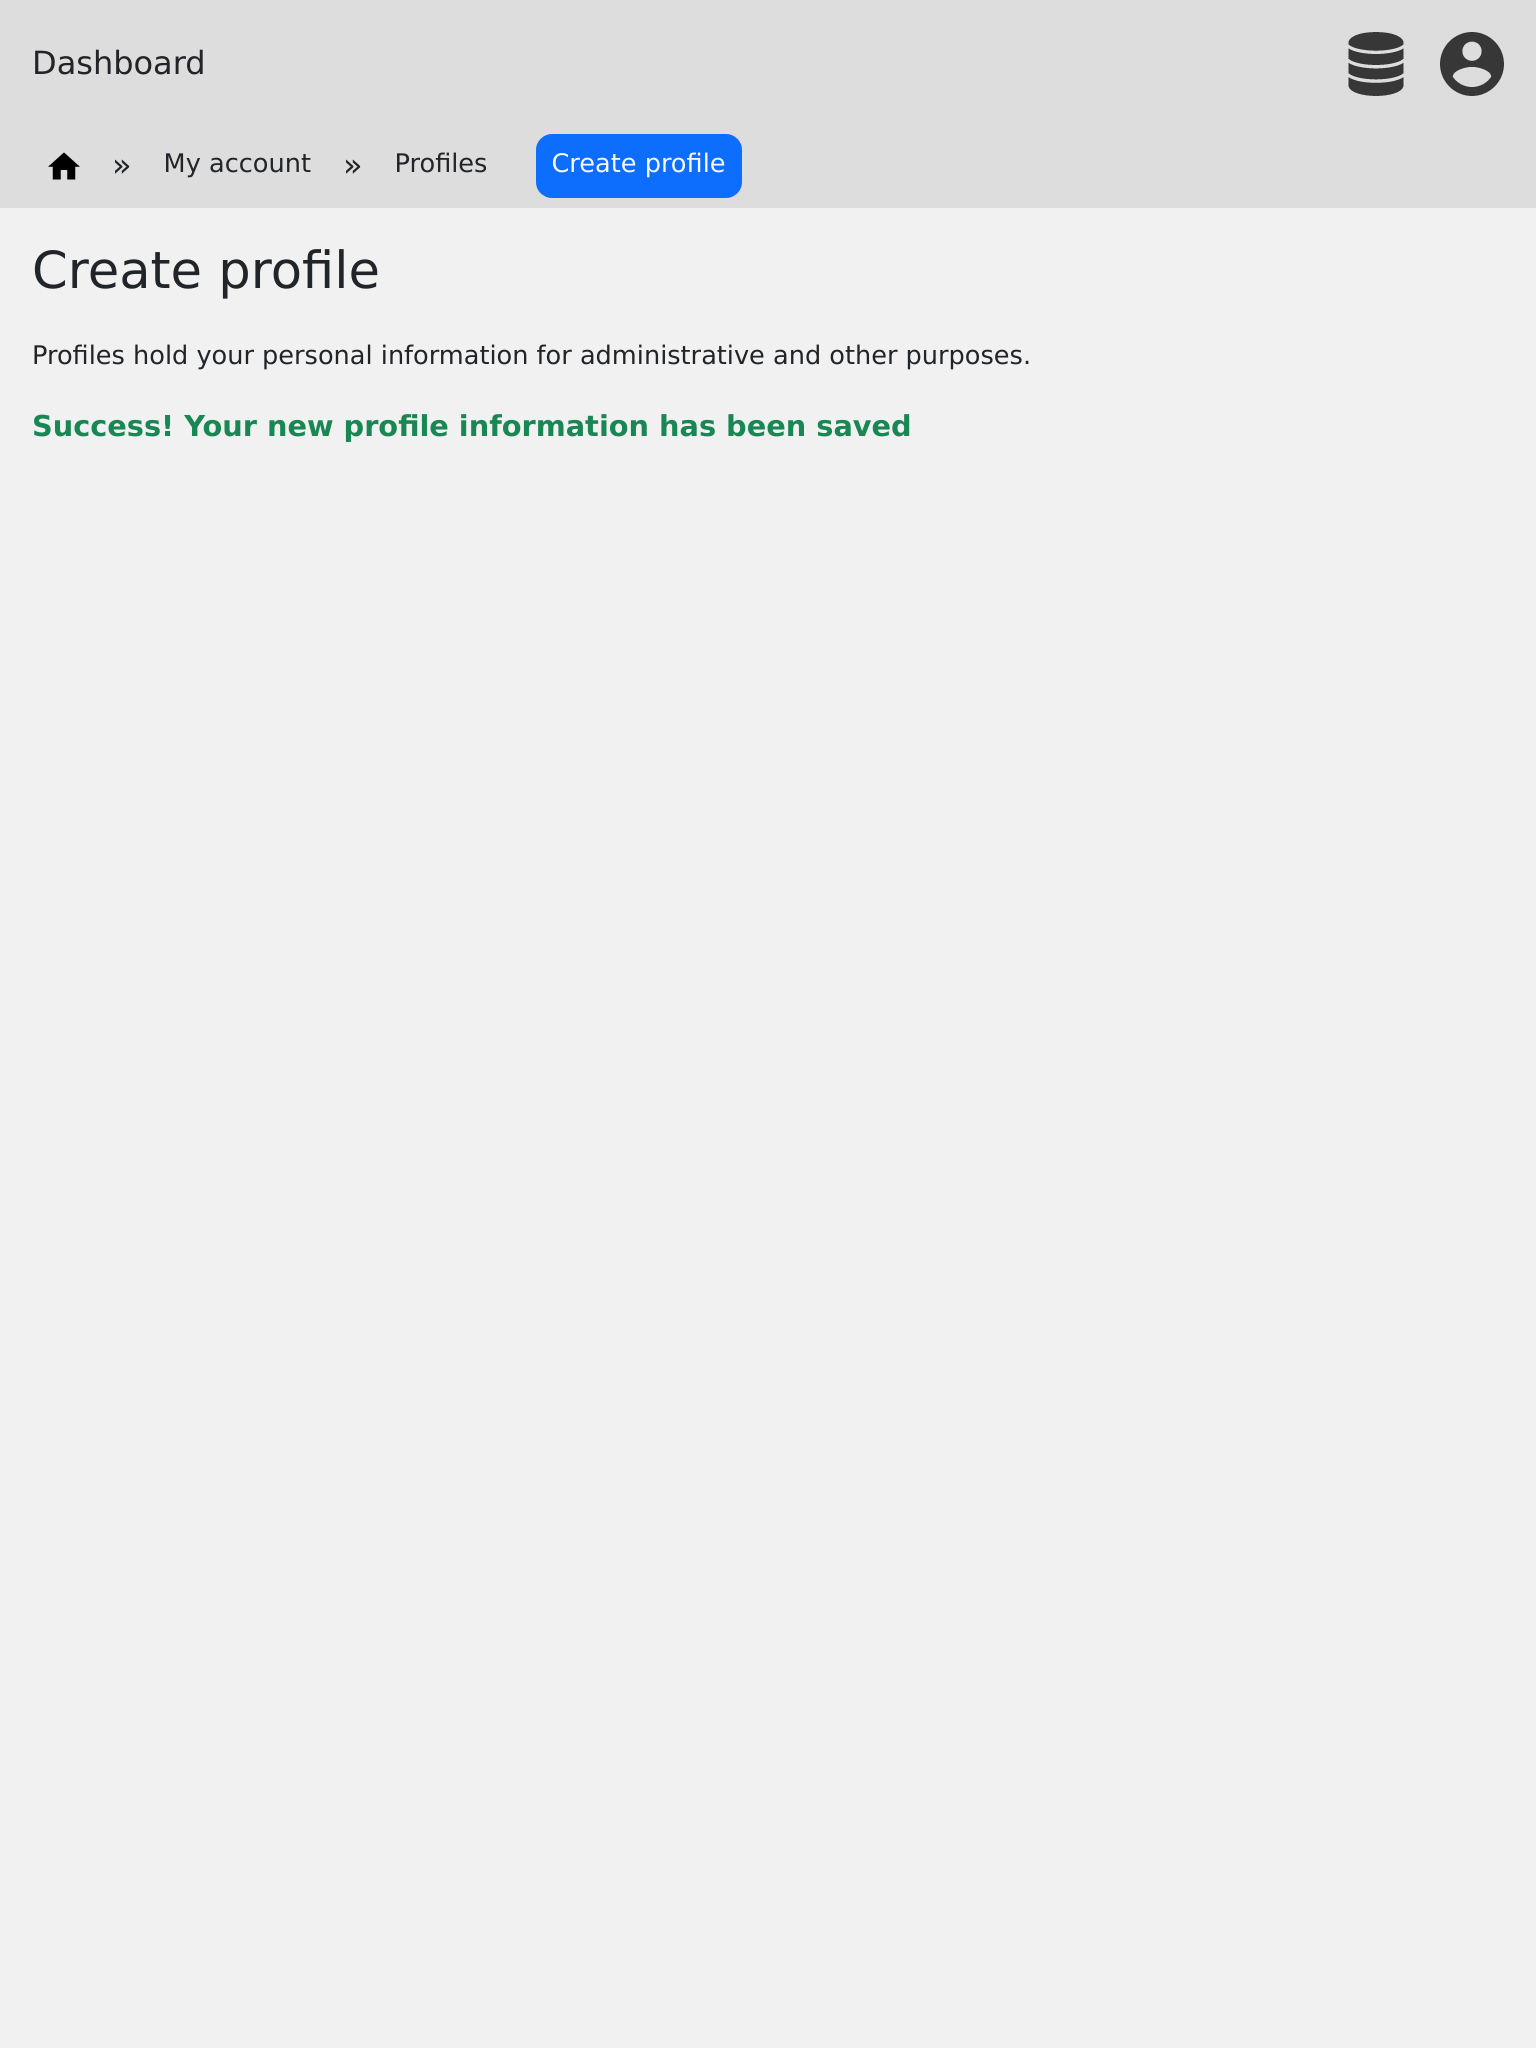 Dashboard
» My account » Profiles Create profile
Create profile
Profiles hold your personal information for administrative and other purposes.
Success! Your new profile information has been saved